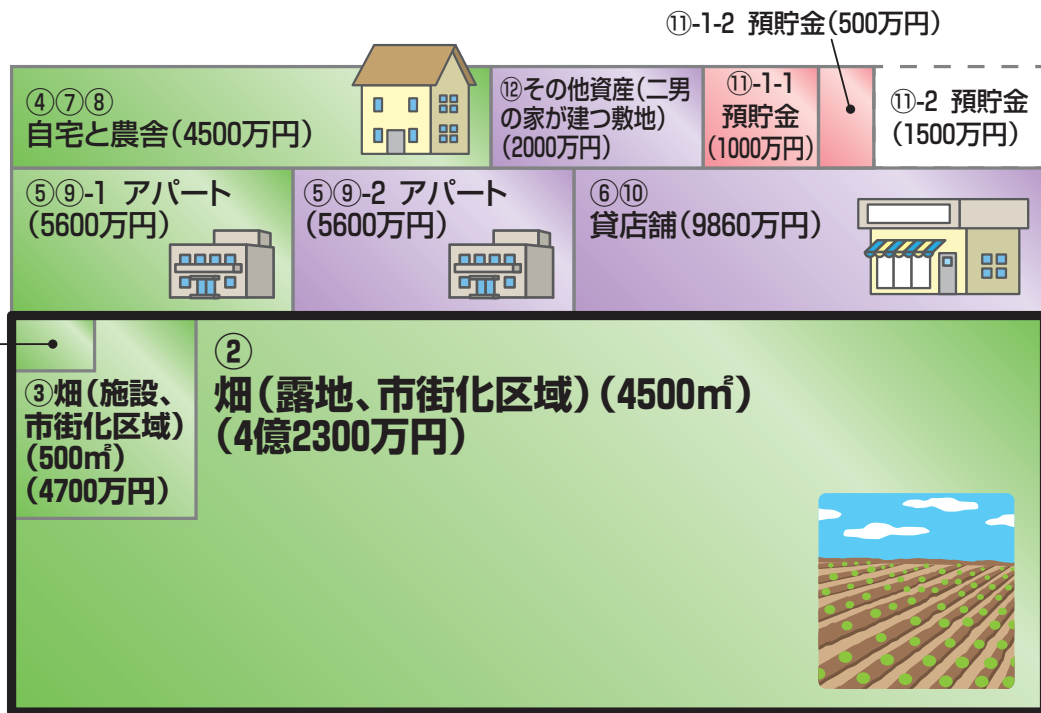 ⑪-1-2 預貯金(500万円)
④⑦⑧
自宅と農舎(4500万円)
⑫その他資産(二男
の家が建つ敷地)
(2000万円)
⑪-1-1
預貯金
(1000万円)
⑪-2 預貯金
(1500万円)
⑤⑨-1 アパート
(5600万円)
⑤⑨-2 アパート
(5600万円)
⑥⑩
貸店舗(9860万円)
③畑(施設、
市街化区域)
(500㎡)
(4700万円)
②
畑(露地、市街化区域)(4500㎡)
(4億2300万円)